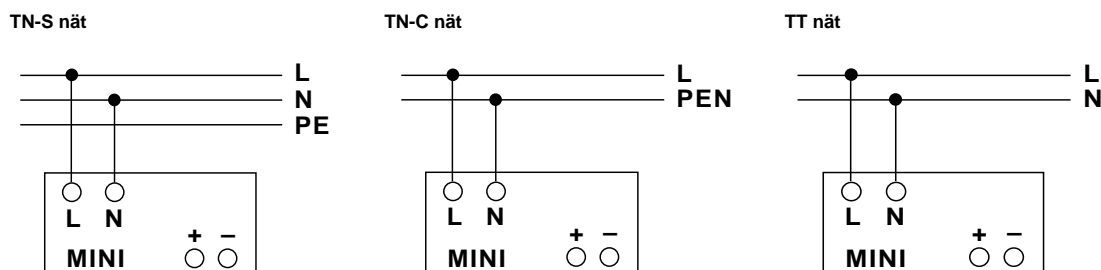 TN-S nät
TN-C nät
TT nät
L
N
PE
L N
+ –
MINI
L
PEN
L N
+ –
MINI
L
N
L N
+ –
MINI